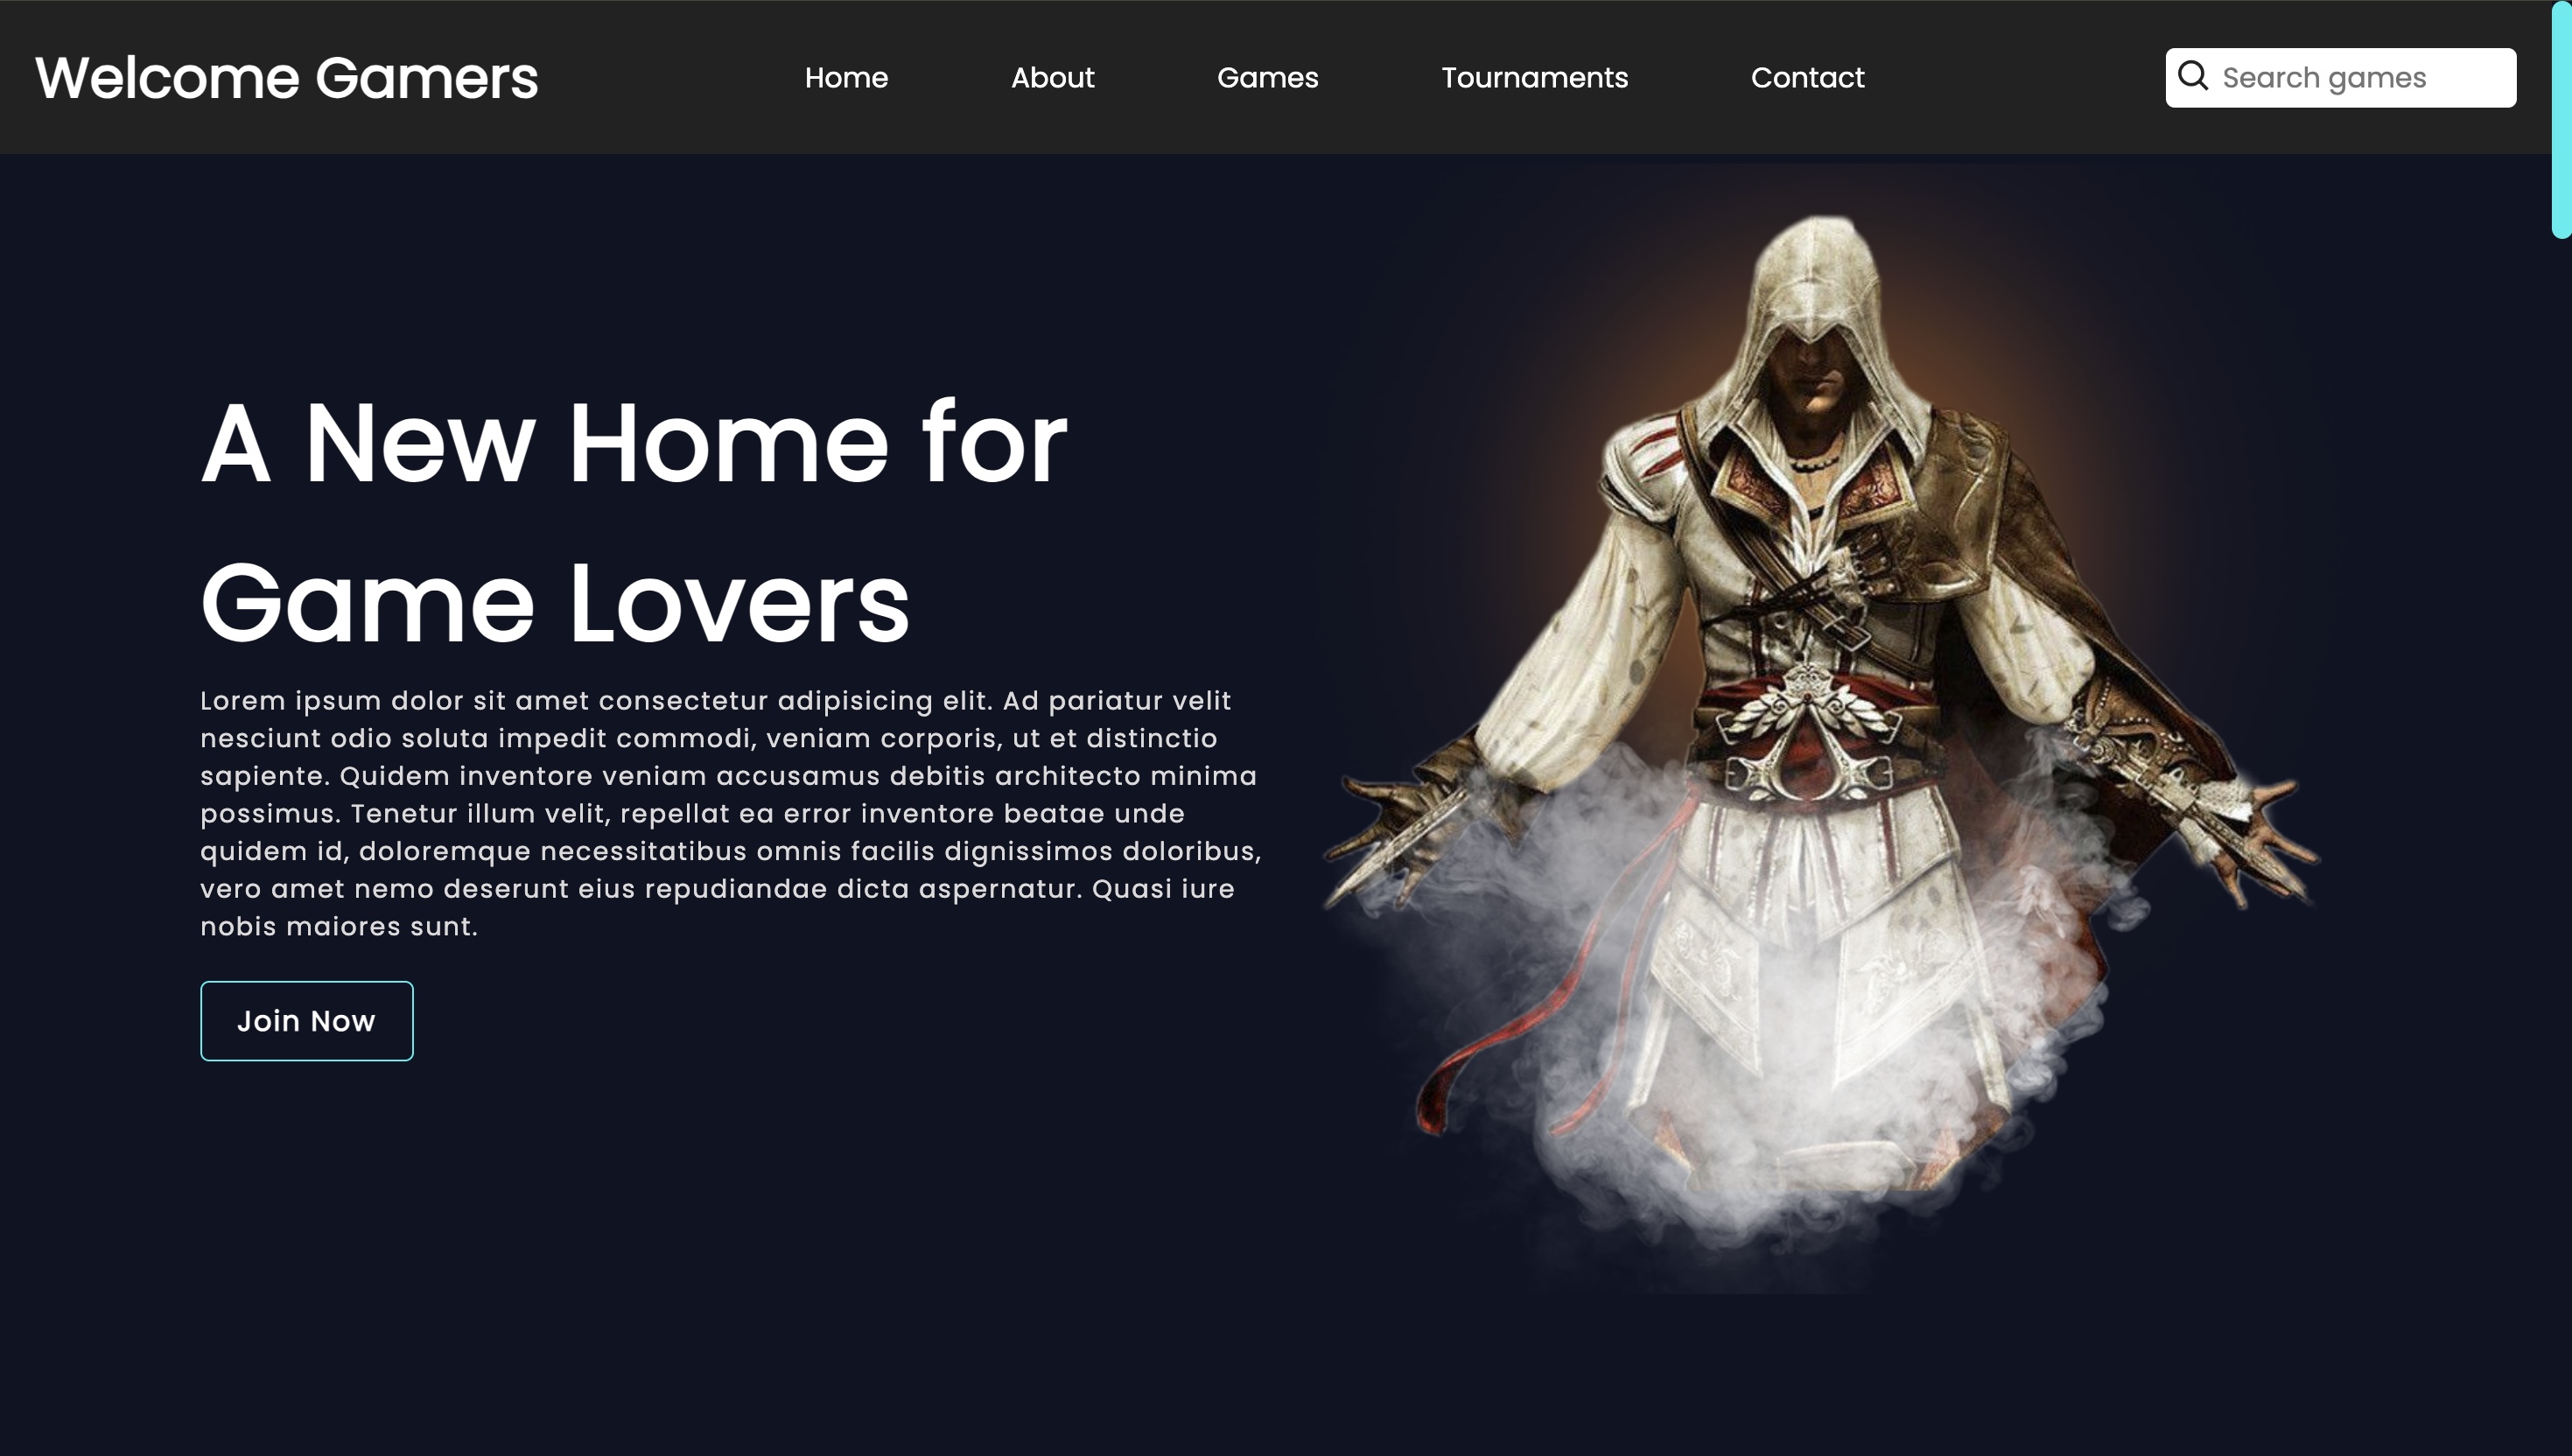 Welcome Gamers
Home
About
Games
Tournaments
Contact
Search games
A New Home for
Game Lovers
Lorem ipsum dolor sit amet consectetur adipisicing elit. Ad pariatur velit
nesciunt odio soluta impedit commodi, veniam corporis, ut et distinctio
sapiente. Quidem inventore veniam accusamus debitis architecto minima
possimus. Tenetur illum velit, repellat ea error inventore beatae unde
quidem id, doloremque necessitatibus omnis facilis dignissimos doloribus,
vero amet nemo deserunt eius repudiandae dicta aspernatur. Quasi iure
nobis maiores sunt.
Join Now